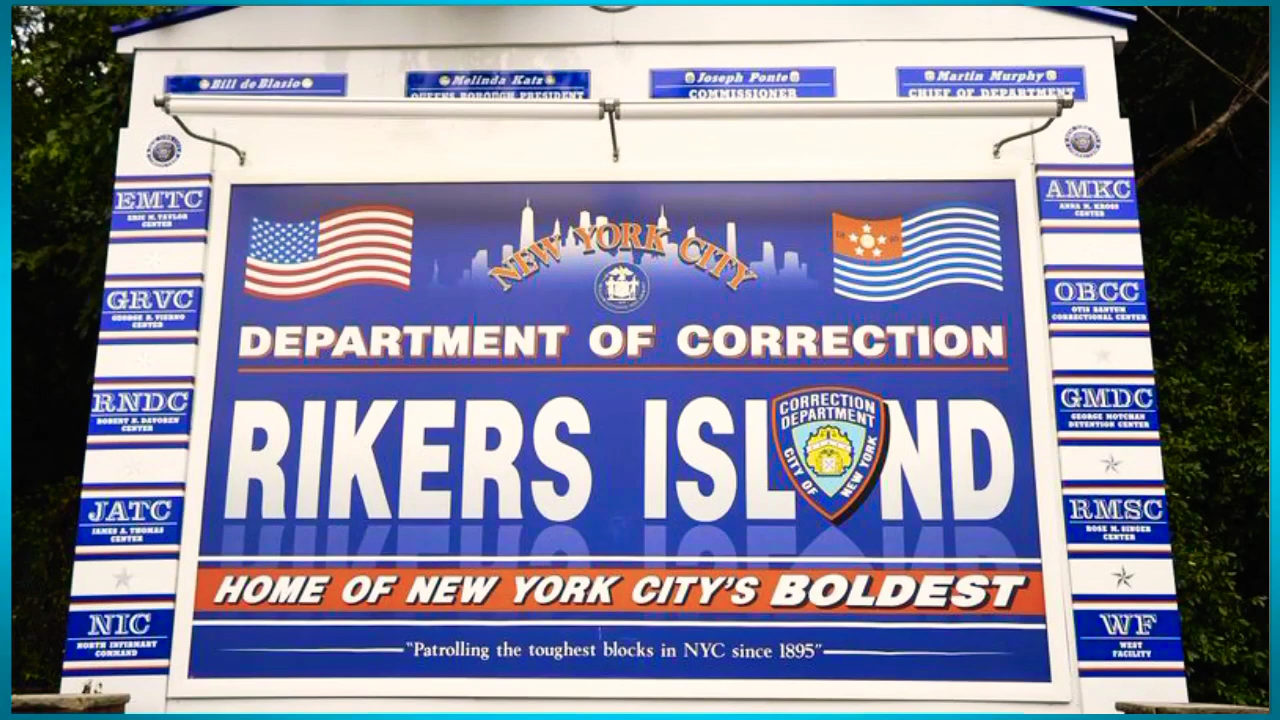 Bill de Blasio
Melinda Katz
QUEENS BOROUGH PRESIDENT
Joseph Ponte
COMMISSIONER
Martin Murphy
CHIEF OF DEPARTMENT
EMTC
ERIC M. TAYLOR
CENTER
GRVC
GEORGE R. VIERNO
CENTER
RNDC
ROBERT N. DAVOREN
CENTER
JATC
JAMES A. THOMAS
CENTER
NIC
NORTH INFIRMARY
COMMAND
NEW YORK CITY
DEPARTMENT OF CORRECTION
RIKERS ISL ND
CORRECTION
DEPARTMENT
CITY OF
NEW YORK
HOME OF NEW YORK CITY'S BOLDEST
"Patrolling the toughest blocks in NYC since 1895"
AMKC
ANNA M. KROSS
CENTER
OBCC
OTIS BANTUM
CORRECTIONAL CENTER
GMDC
GEORGE MOTCHAN
DETENTION CENTER
RMSC
ROSE M. SINGER
CENTER
WF
WEST
FACILITY